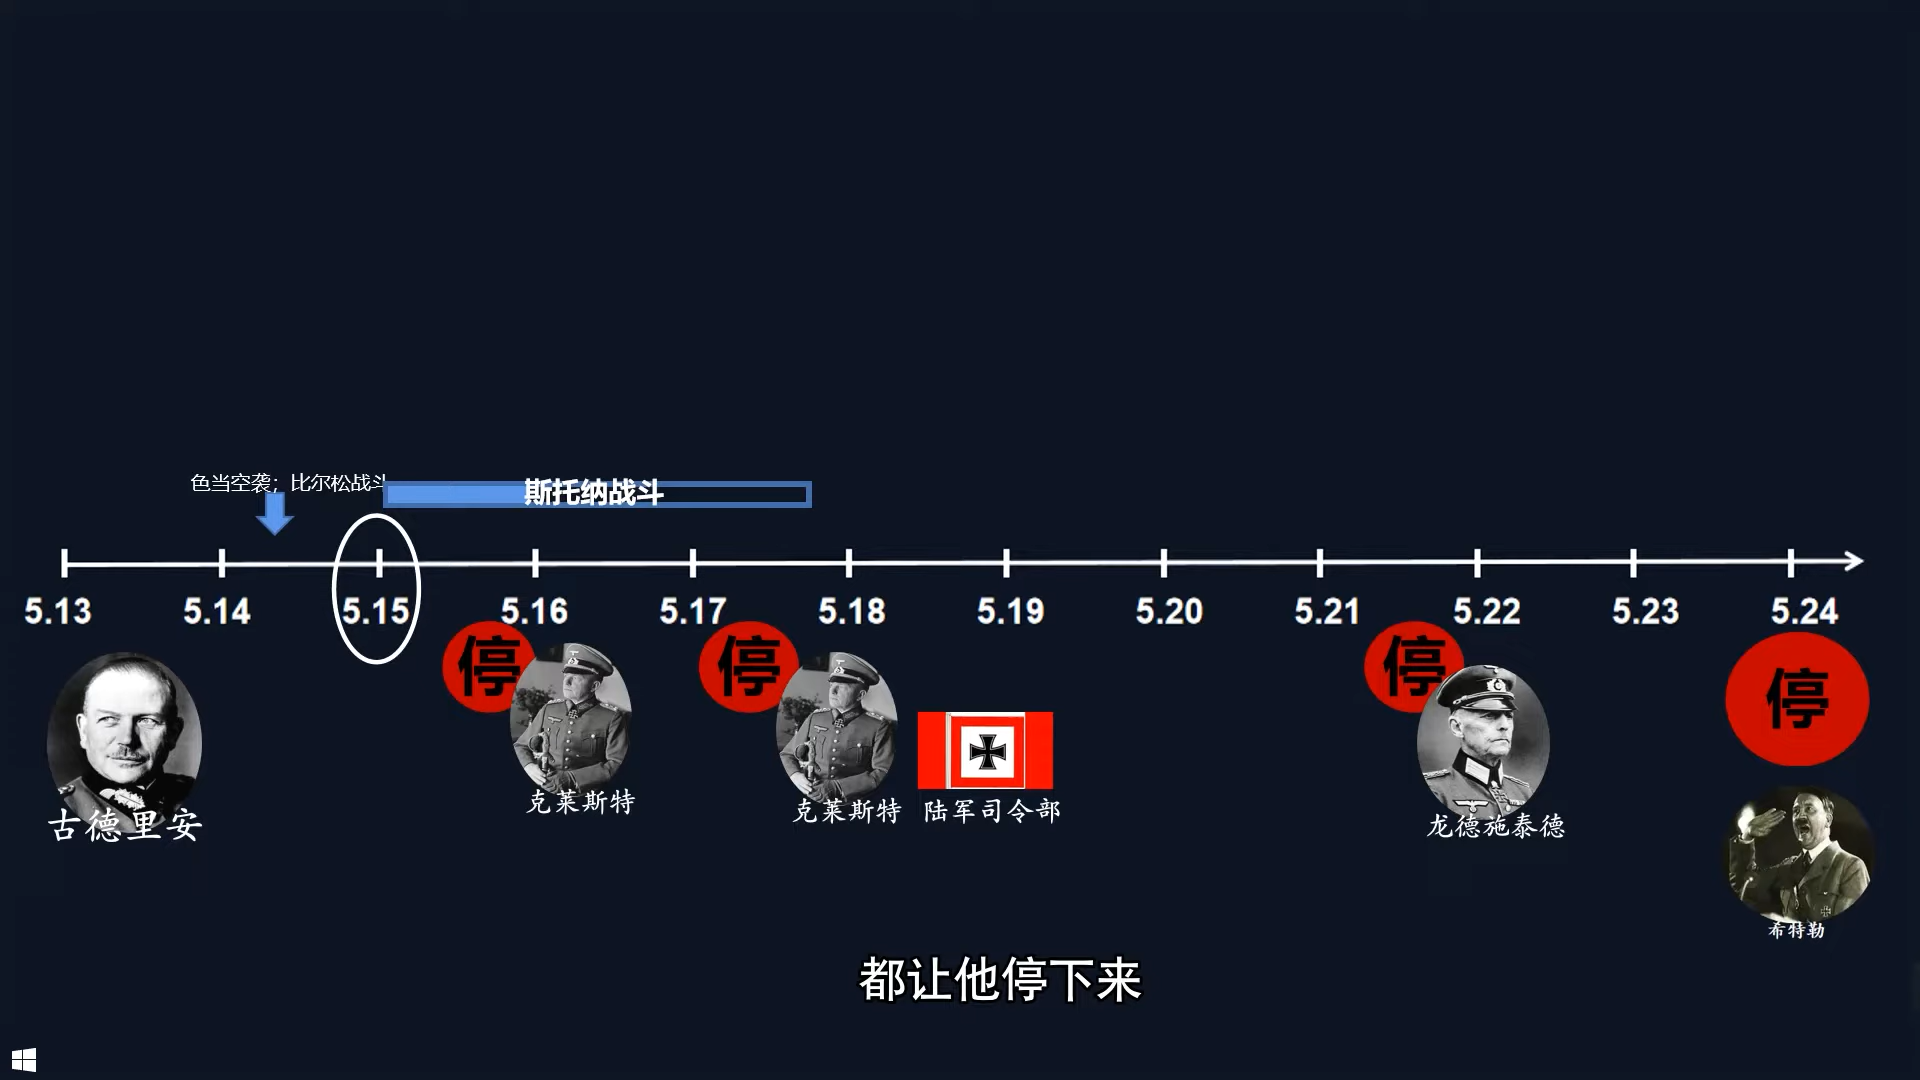 色当空袭；比尔松战斗
斯托纳战斗
5.13 5.14 5.15 5.16 5.17 5.18 5.19 5.20 5.21 5.22 5.23 5.24
停 停 停 停
古德里安 克莱斯特 克莱斯特 陆军司令部 龙德施泰德 希特勒
都让他停下来